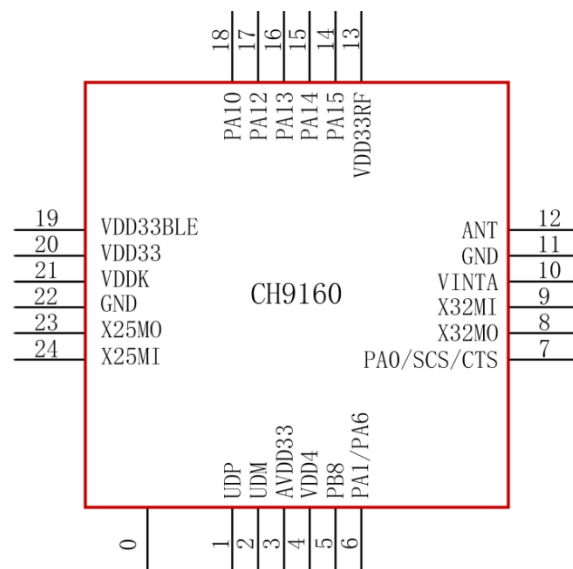 18 17 16 15 14 13
PA10 PA12 PA13 PA14 PA15 VDD33RF
19 VDD33BLE
20 VDD33
21 VDDK
22 GND
23 X25MO
24 X25MI
CH9160
ANT 12
GND 11
VINTA 10
X32MI 9
X32MO 8
PA0/SCS/CTS 7
UDP UDM AVDD33 VDD4 PB8 PA1/PA6
0 1 2 3 4 5 6